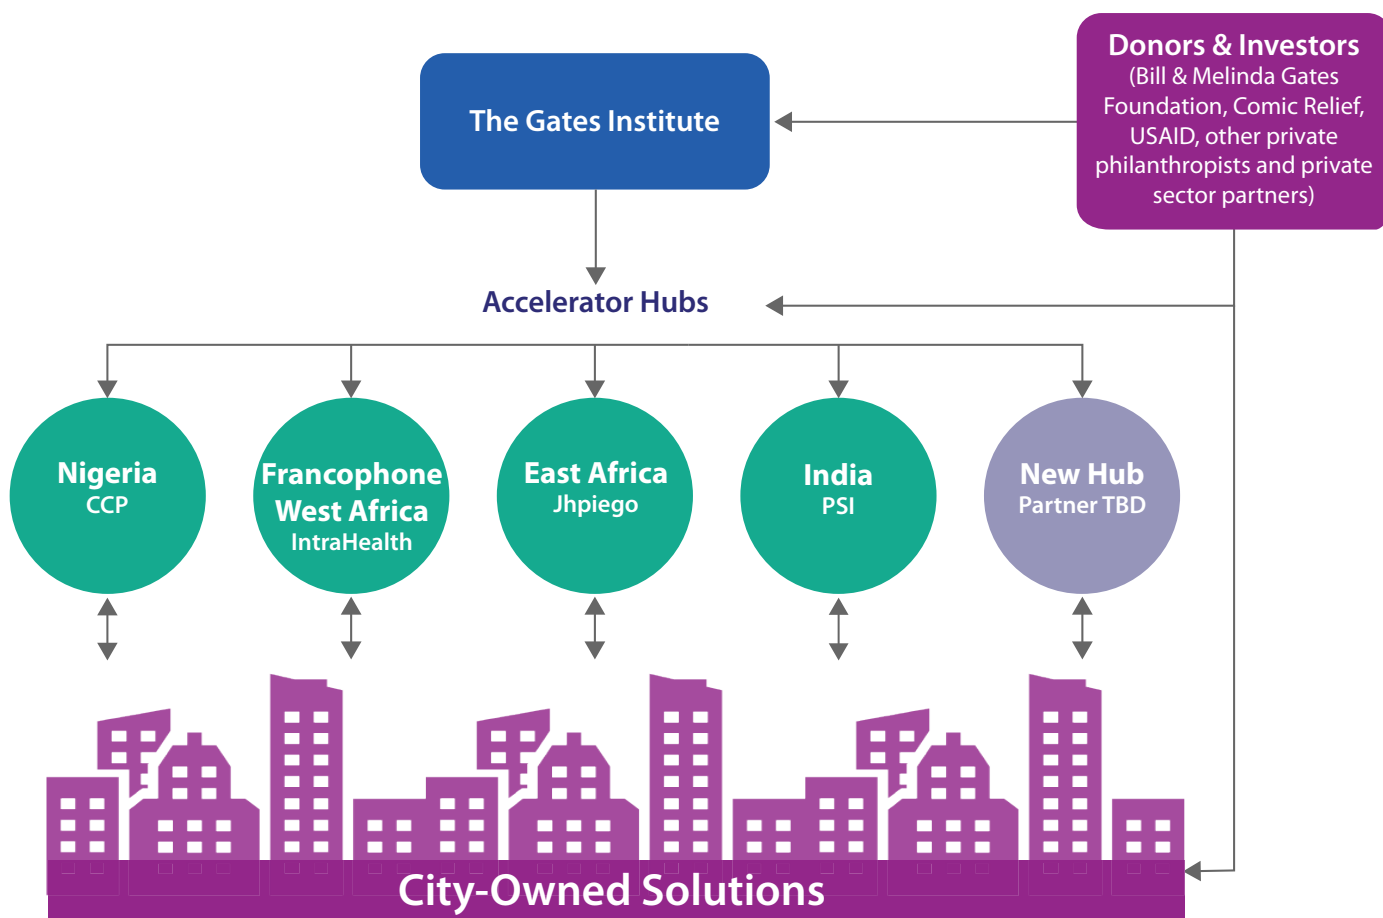 The Gates Institute
Donors & Investors
(Bill & Melinda Gates
Foundation, Comic Relief,
USAID, other private
philanthropists and private
sector partners)
Accelerator Hubs
Nigeria
CCP
Francophone
West Africa
IntraHealth
East Africa
Jhpiego
India
PSI
New Hub
Partner TBD
City-Owned Solutions